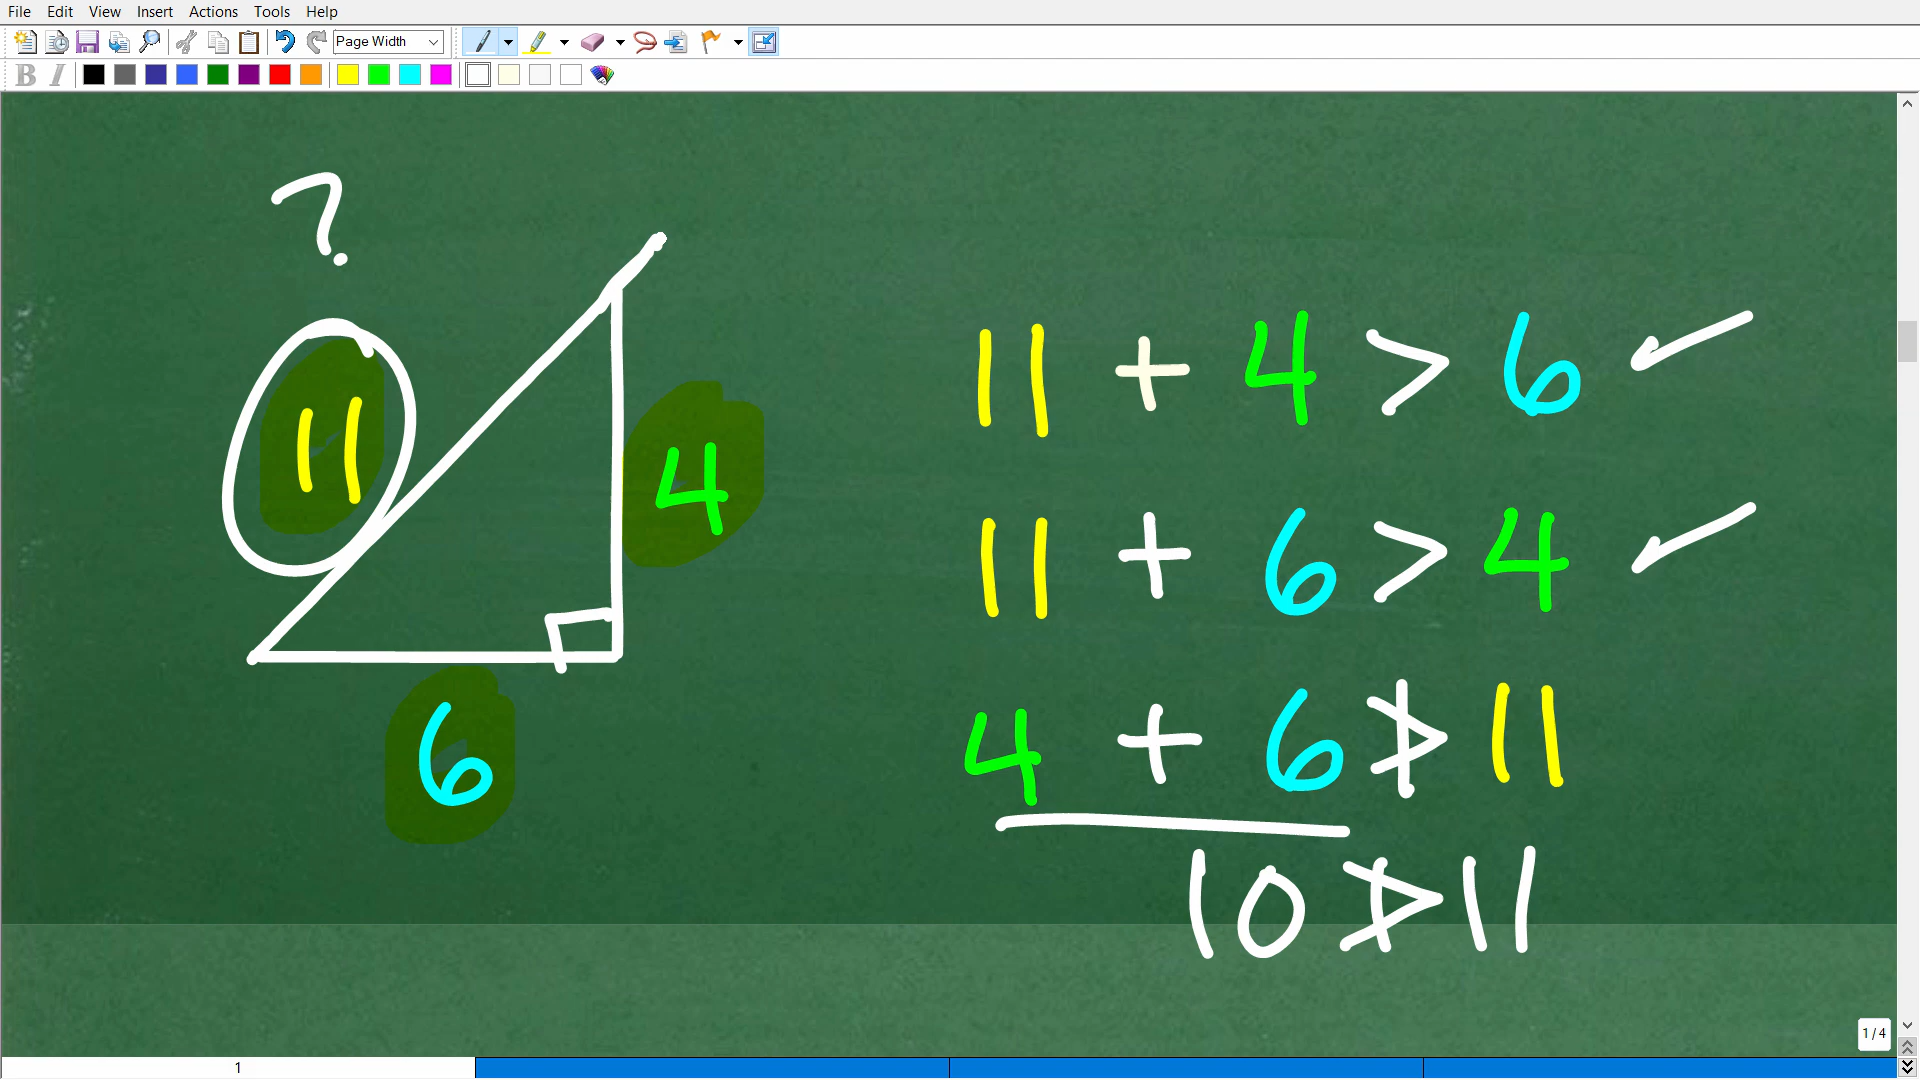 File Edit View Insert Actions Tools Help
Page Width
B I
?
11
4
6
11 + 4 > 6 ✓
11 + 6 > 4 ✓
4 + 6 ≯ 11
10 ≯ 11
1 / 4
1